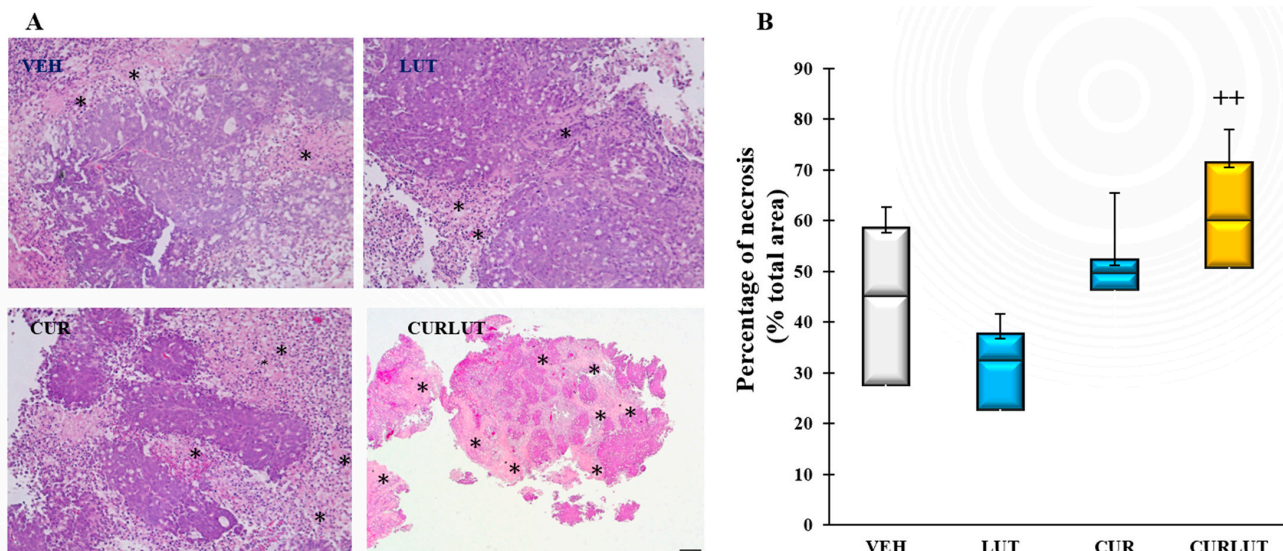 A
VEH
LUT
CUR
CURLUT
* * * * * * * * * * * * * * * * * *
B
Percentage of necrosis
(% total area)
90
80
70
60
50
40
30
20
10
0
++
VEH
LUT
CUR
CURLUT